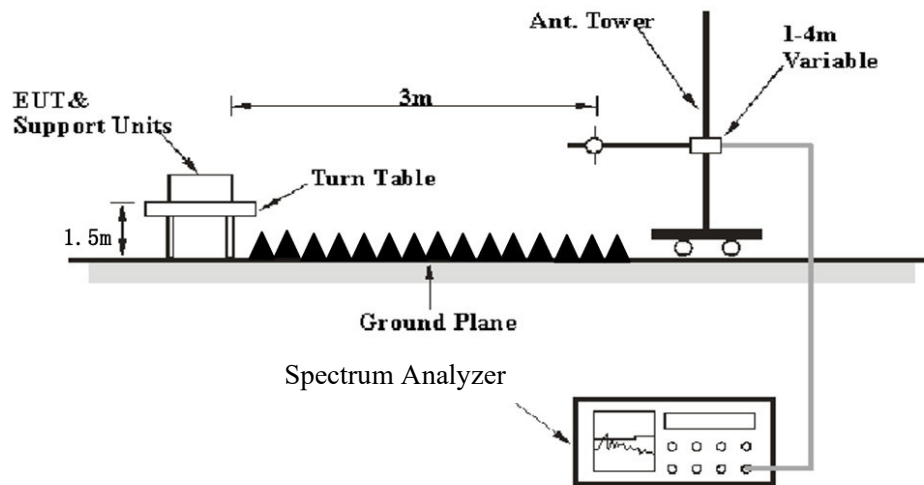 Ant. Tower
1-4m
Variable
3m
EUT&
Support Units
Turn Table
1.5m
Ground Plane
Spectrum Analyzer